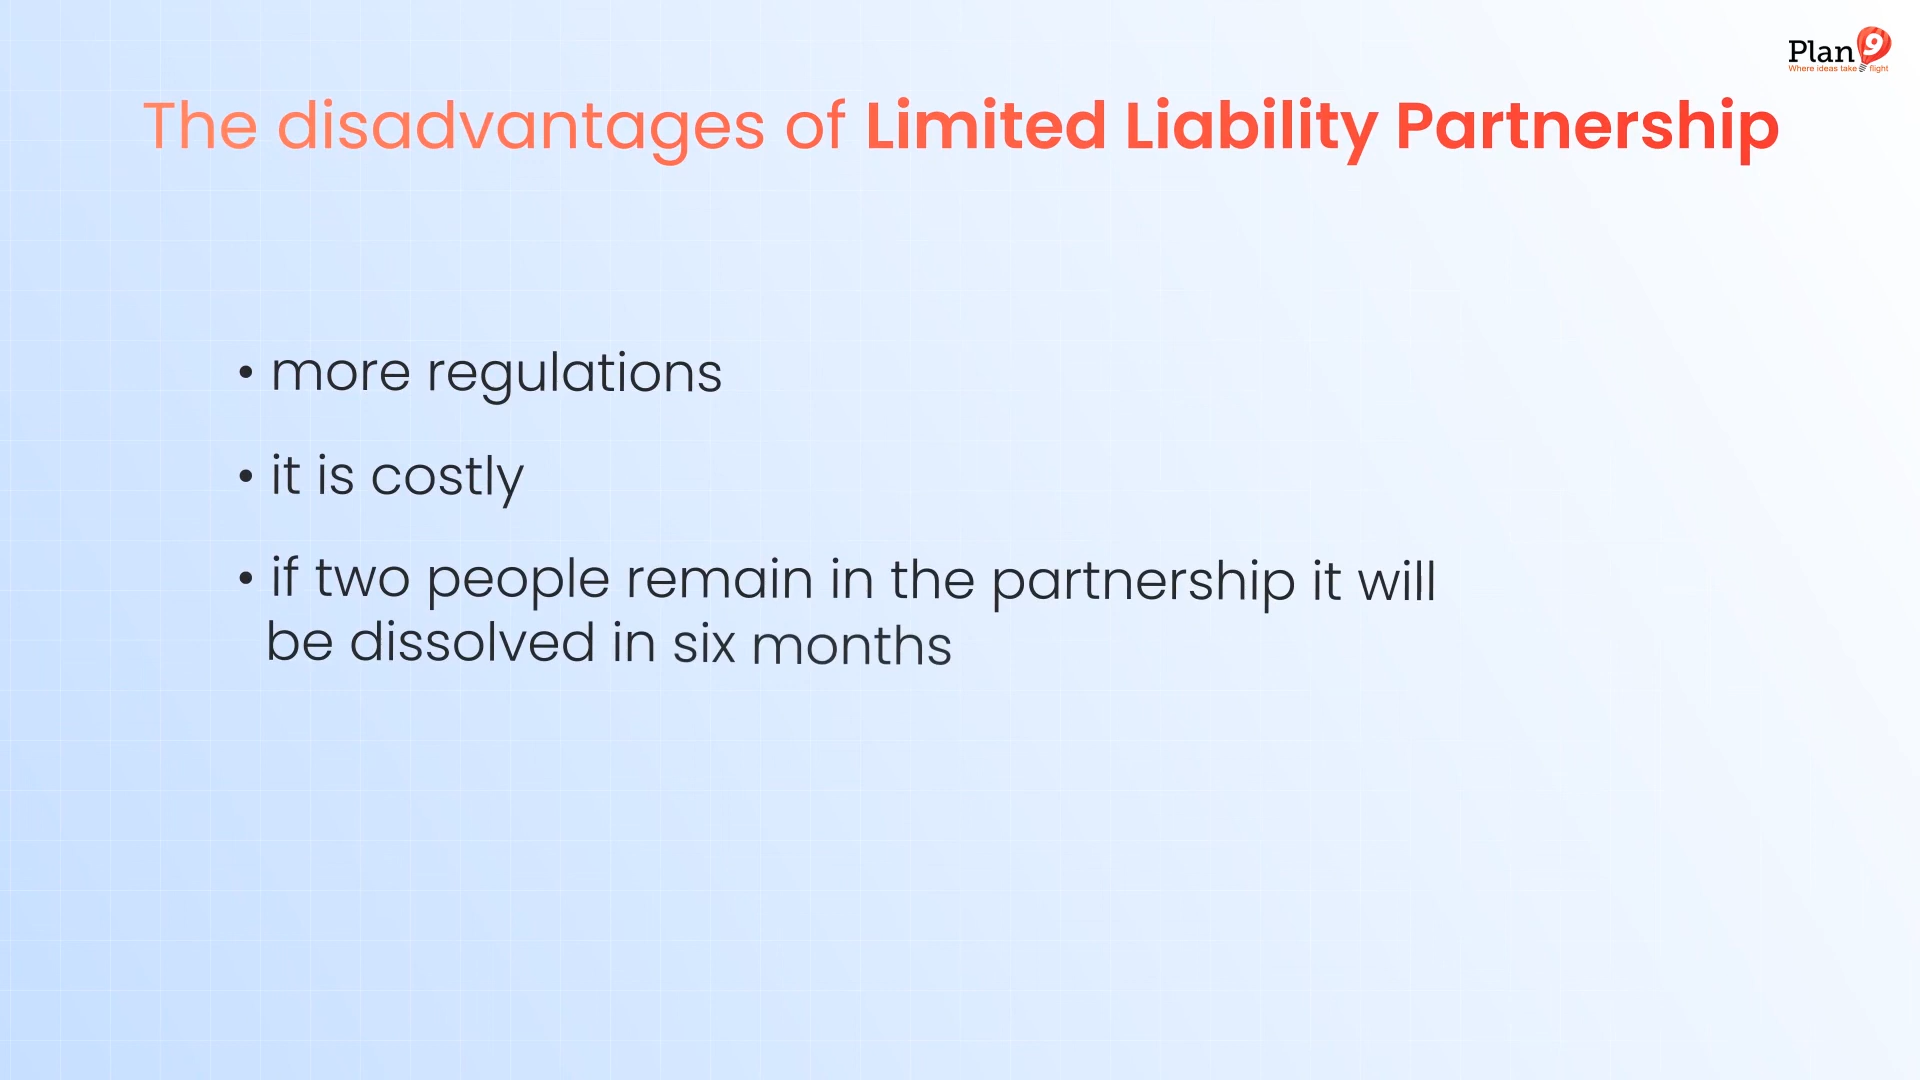 Plan9
Where ideas take flight
The disadvantages of Limited Liability Partnership
• more regulations
• it is costly
• if two people remain in the partnership it will
be dissolved in six months